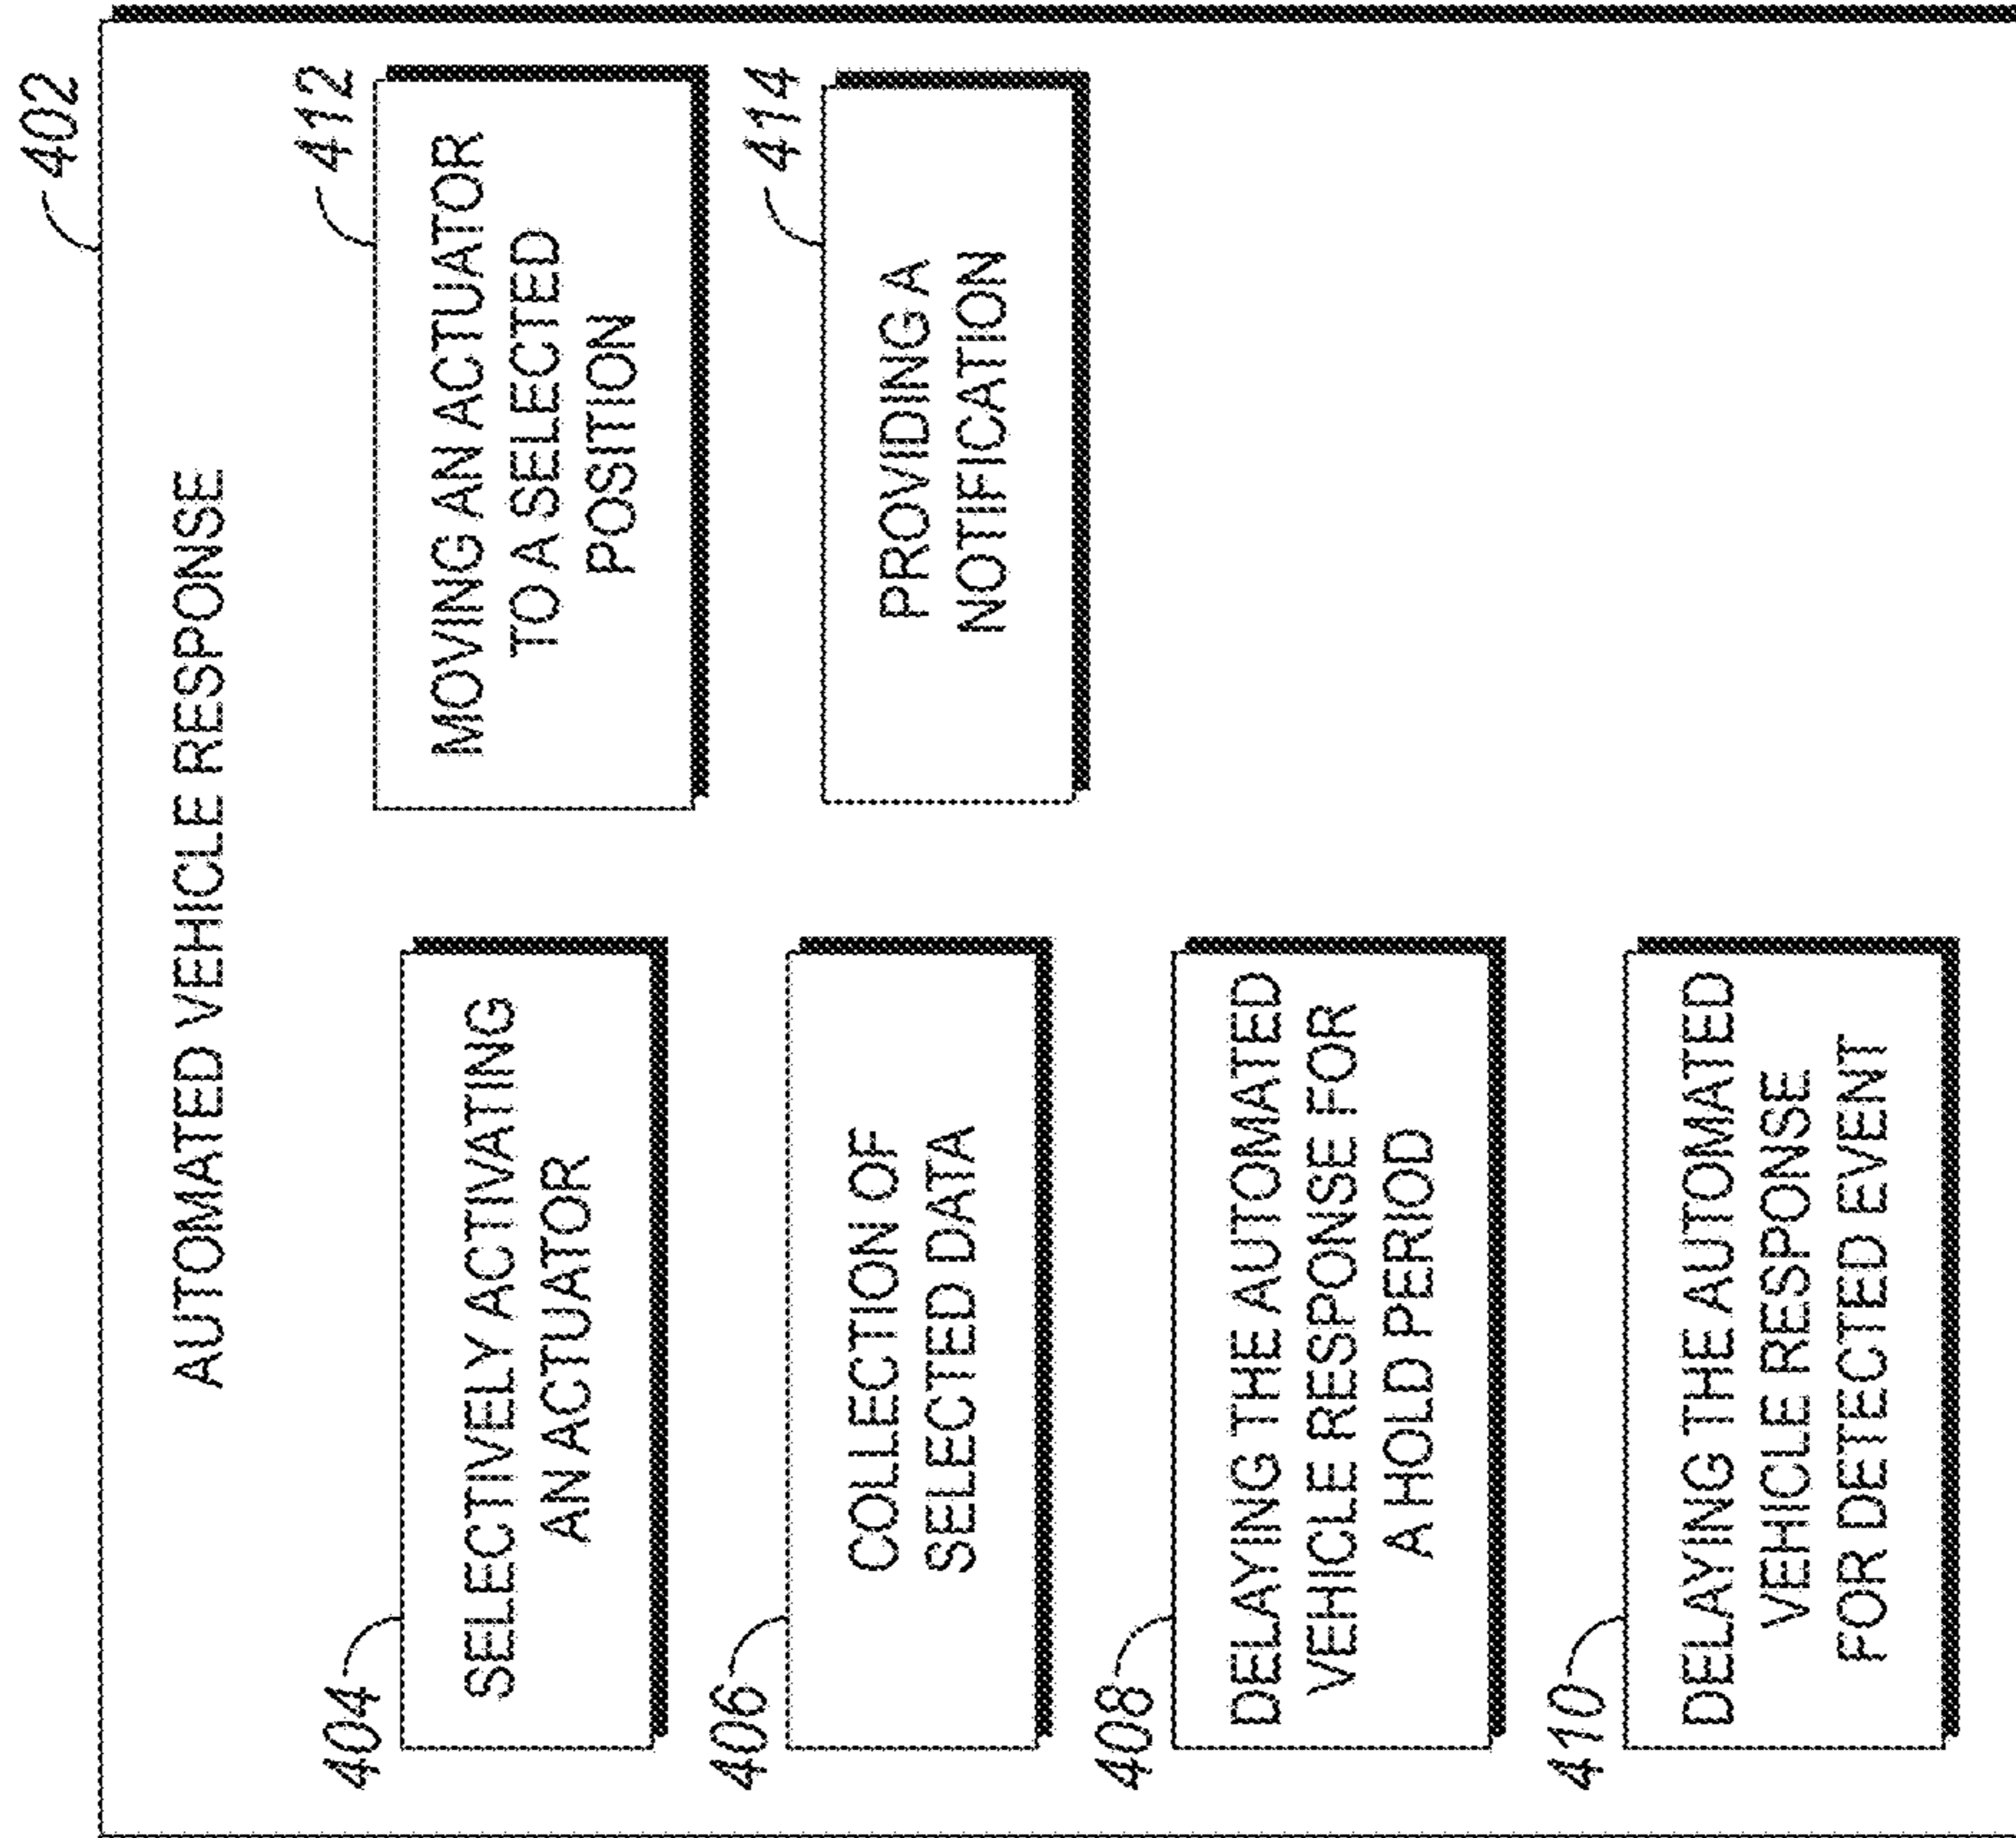 402
AUTOMATED VEHICLE RESPONSE
404
SELECTIVELY ACTIVATING
AN ACTUATOR
406
COLLECTION OF
SELECTED DATA
408
DELAYING THE AUTOMATED
VEHICLE RESPONSE FOR
A HOLD PERIOD
410
DELAYING THE AUTOMATED
VEHICLE RESPONSE
FOR DETECTED EVENT
412
MOVING AN ACTUATOR
TO A SELECTED
POSITION
414
PROVIDING A
NOTIFICATION